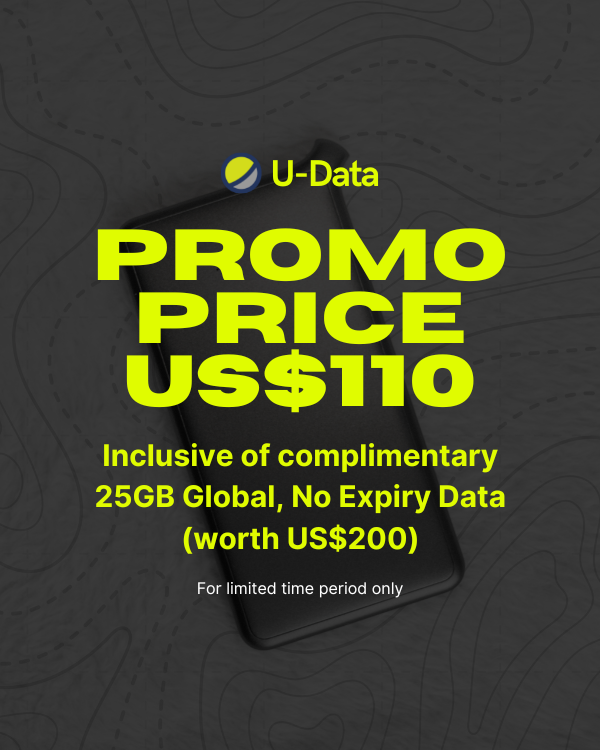 U-Data
PROMO
PRICE
US$110
Inclusive of complimentary
25GB Global, No Expiry Data
(worth US$200)
For limited time period only